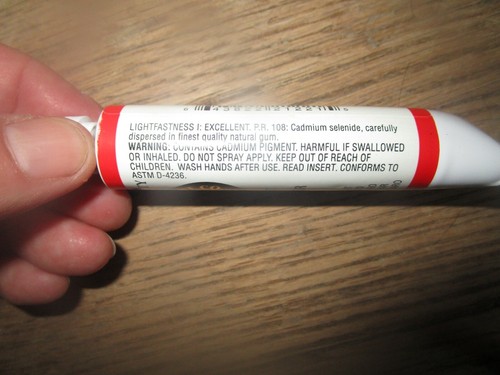 LIGHTFASTNESS I: EXCELLENT. P.R. 108: Cadmium selenide, carefully
dispersed in finest quality natural gum.
WARNING: CONTAINS CADMIUM PIGMENT. HARMFUL IF SWALLOWED
OR INHALED. DO NOT SPRAY APPLY. KEEP OUT OF REACH OF
CHILDREN. WASH HANDS AFTER USE. READ INSERT. CONFORMS TO
ASTM D-4236.